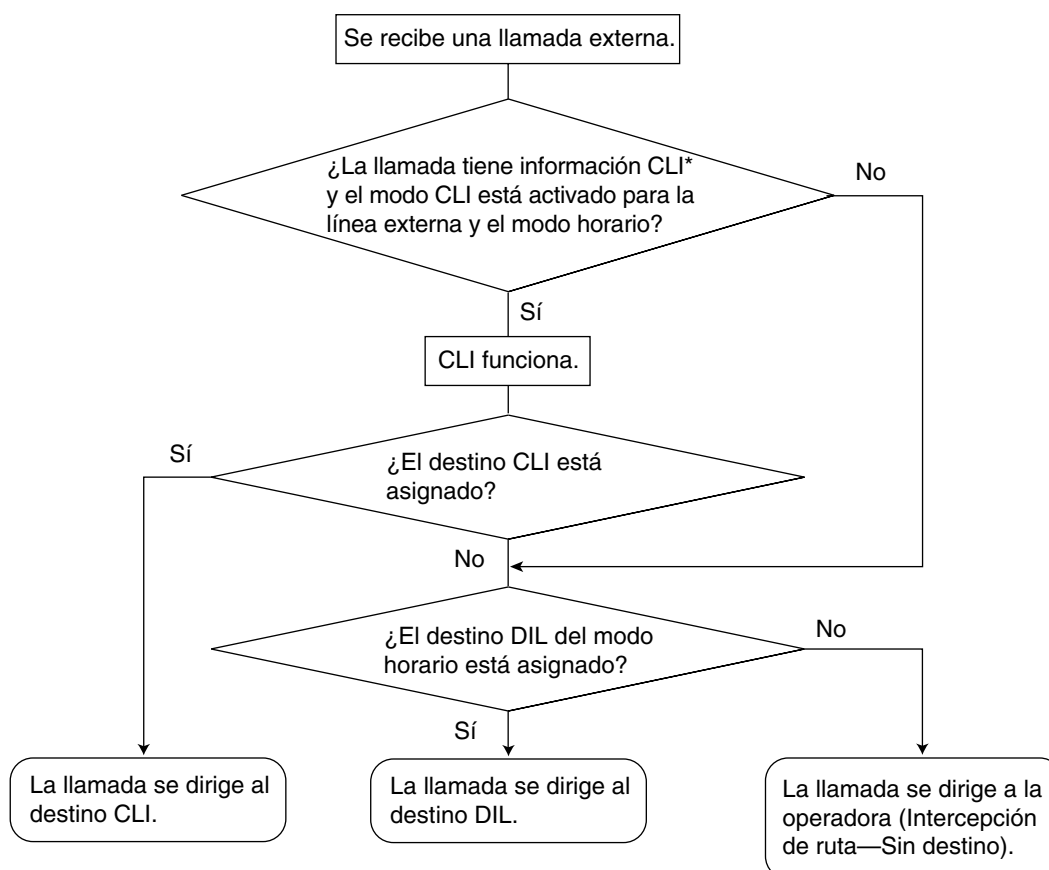 Se recibe una llamada externa.
¿La llamada tiene información CLI*
y el modo CLI está activado para la
línea externa y el modo horario?
No
Sí
CLI funciona.
Sí
¿El destino CLI está
asignado?
No
¿El destino DIL del modo
horario está asignado?
No
Sí
La llamada se dirige al
destino CLI.
La llamada se dirige al
destino DIL.
La llamada se dirige a la
operadora (Intercepción
de ruta—Sin destino).